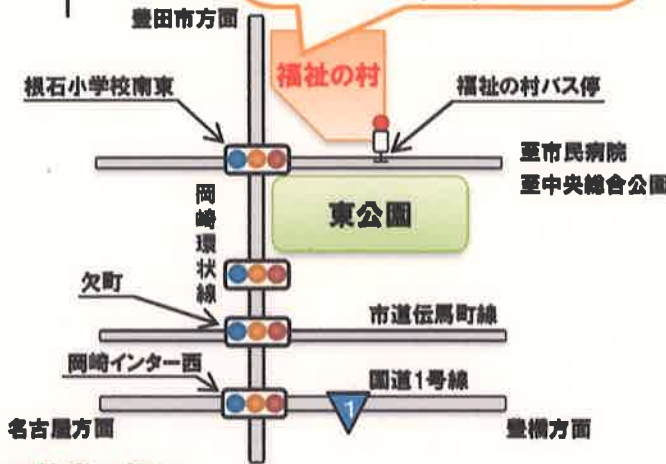 豊田市方面
福祉の村
根石小学校南東
福祉の村バス停
至市民病院
至中央総合公園
岡崎環状線
東公園
欠町
市道伝馬町線
岡崎インター西
国道1号線
1
名古屋方面
豊橋方面